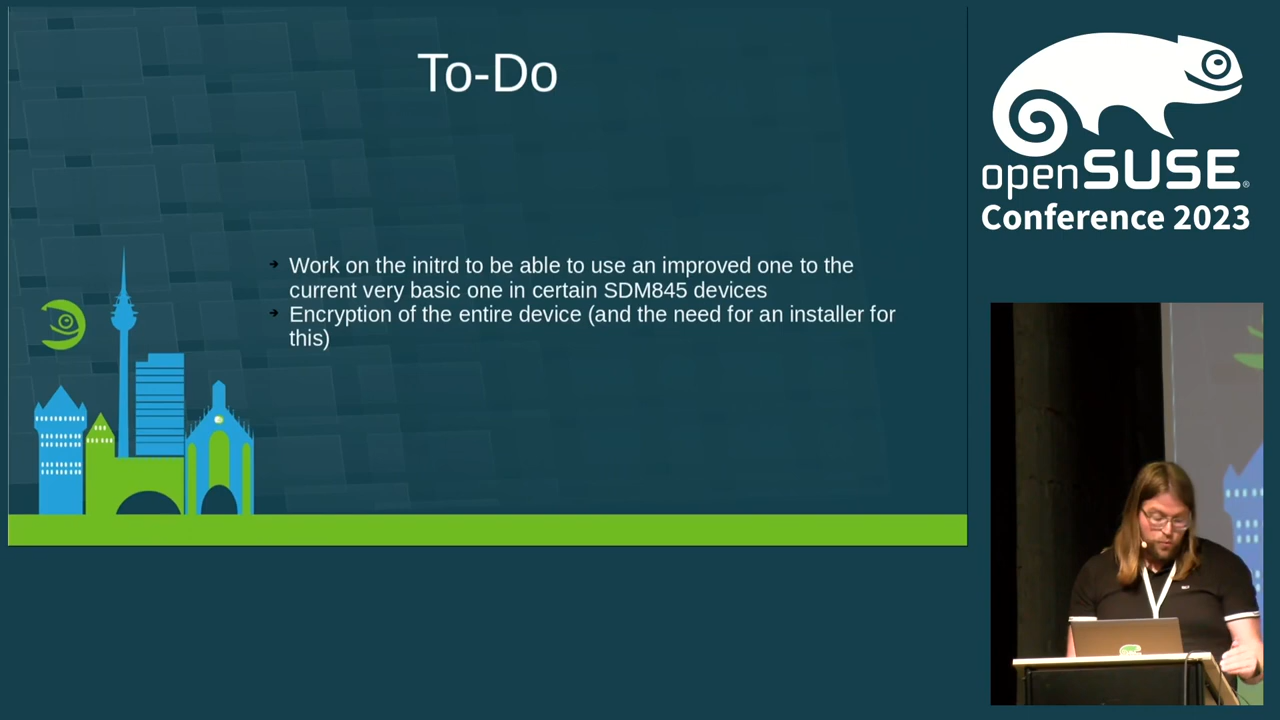 To-Do
Work on the initrd to be able to use an improved one to the
current very basic one in certain SDM845 devices
Encryption of the entire device (and the need for an installer for
this)
openSUSE®
Conference 2023